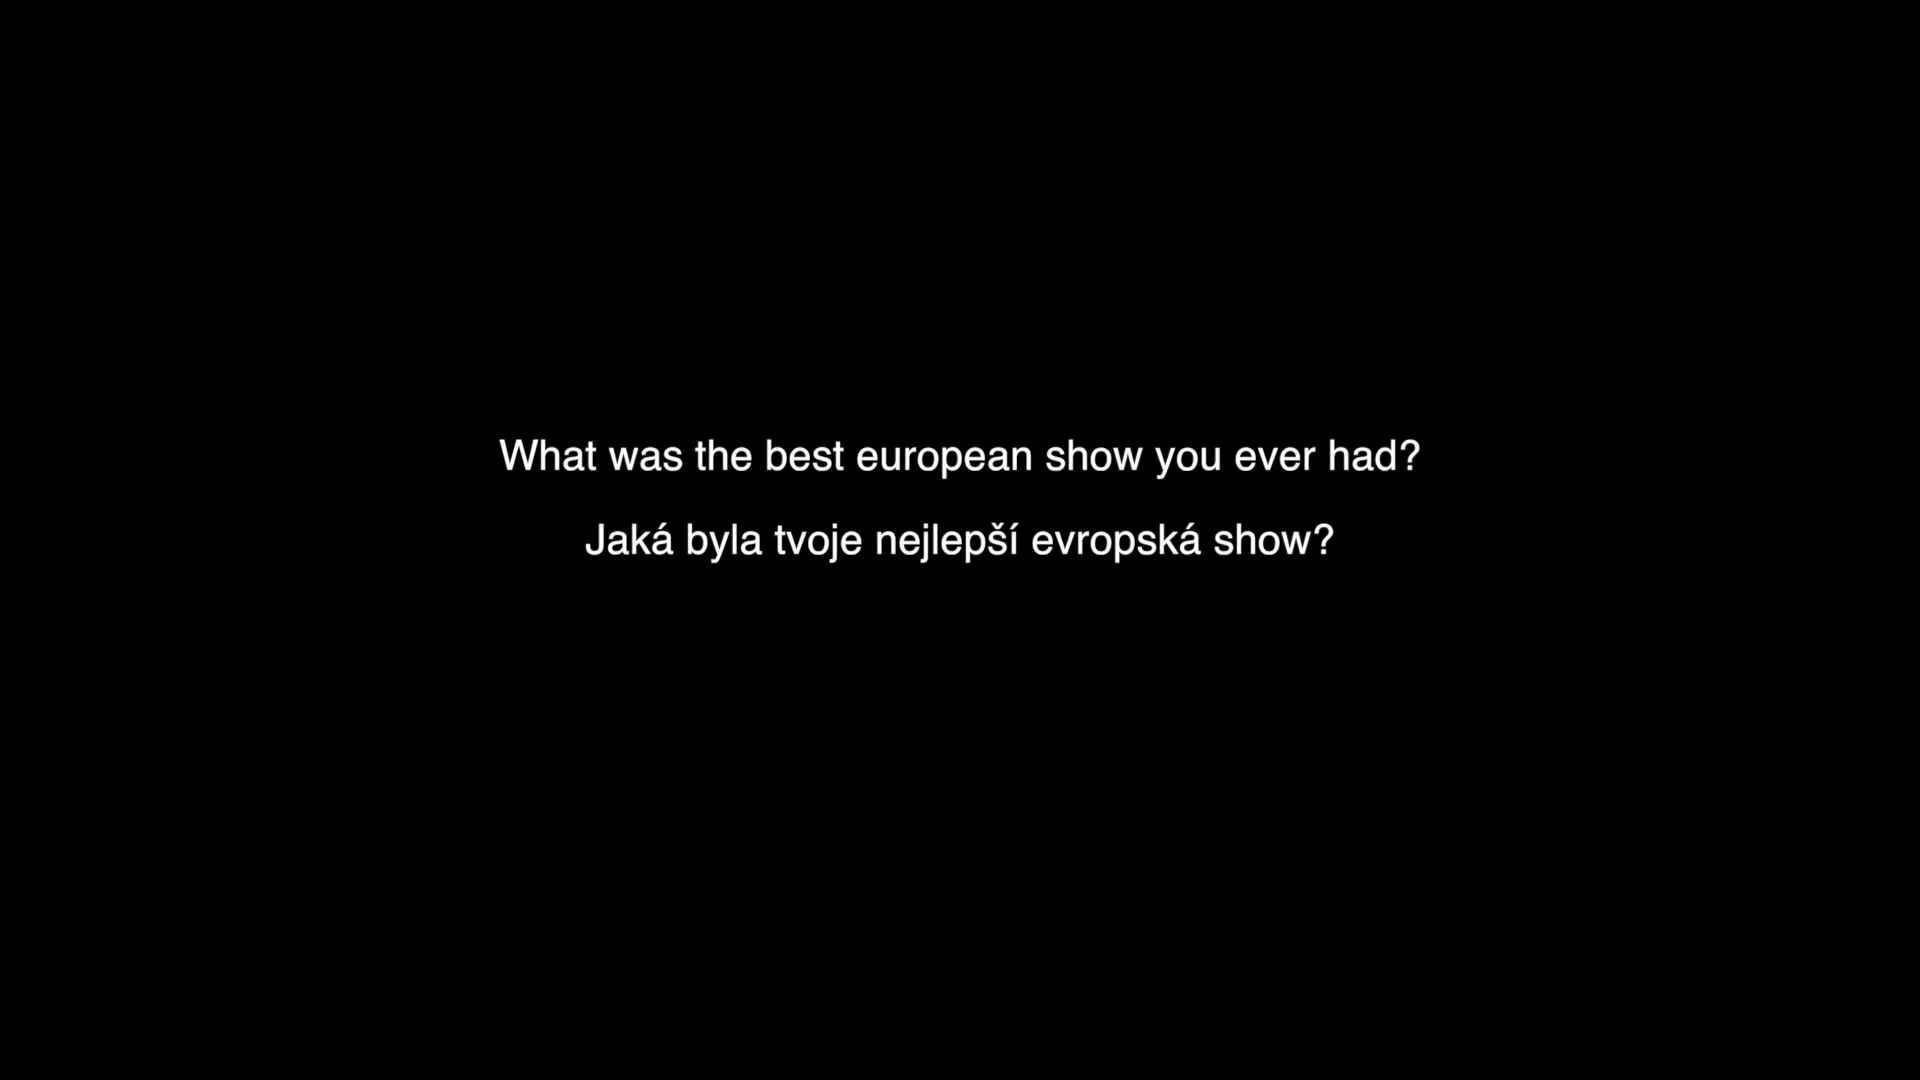 What was the best european show you ever had?
Jaká byla tvoje nejlepší evropská show?